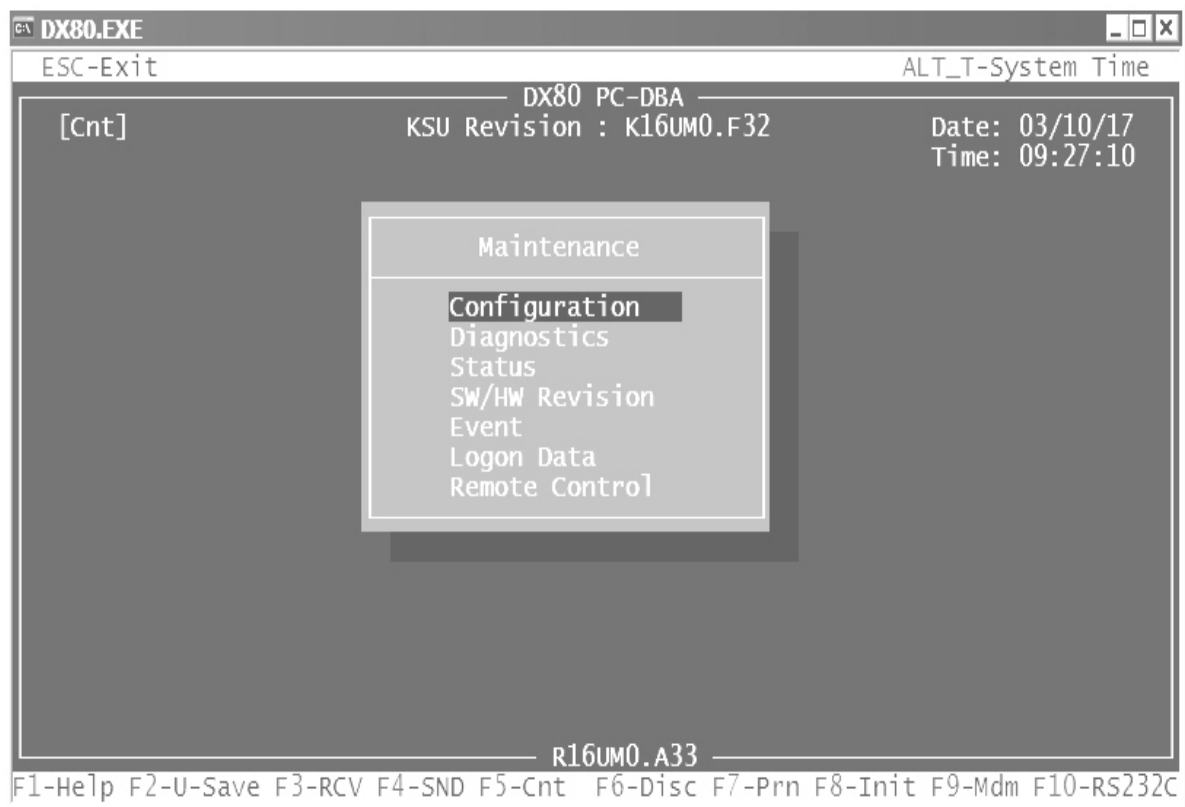 DX80.EXE
ESC-Exit ALT_T-System Time
DX80 PC-DBA
[Cnt] KSU Revision : K16UM0.F32 Date: 03/10/17
Time: 09:27:10
Maintenance
Configuration
Diagnostics
Status
SW/HW Revision
Event
Logon Data
Remote Control
R16UM0.A33
F1-Help F2-U-Save F3-RCV F4-SND F5-Cnt F6-Disc F7-Prn F8-Init F9-Mdm F10-RS232C